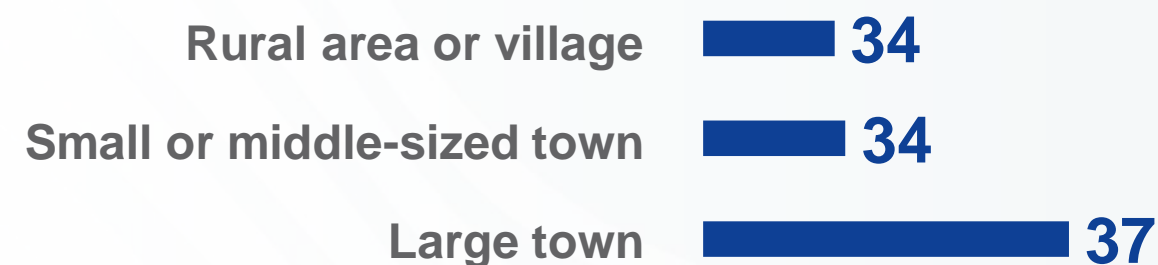 Rural area or village 34
Small or middle-sized town 34
Large town 37